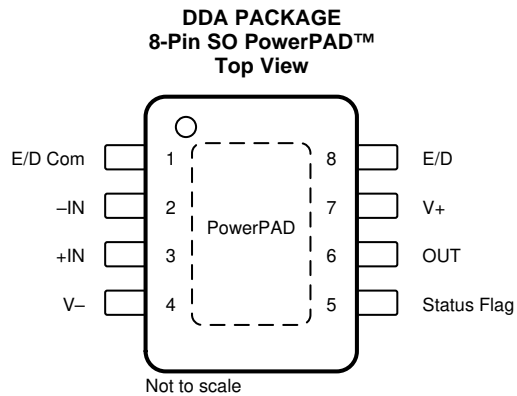 DDA PACKAGE
8-Pin SO PowerPAD™
Top View
E/D Com 1 8 E/D
–IN 2 7 V+
PowerPAD
+IN 3 6 OUT
V– 4 5 Status Flag
Not to scale